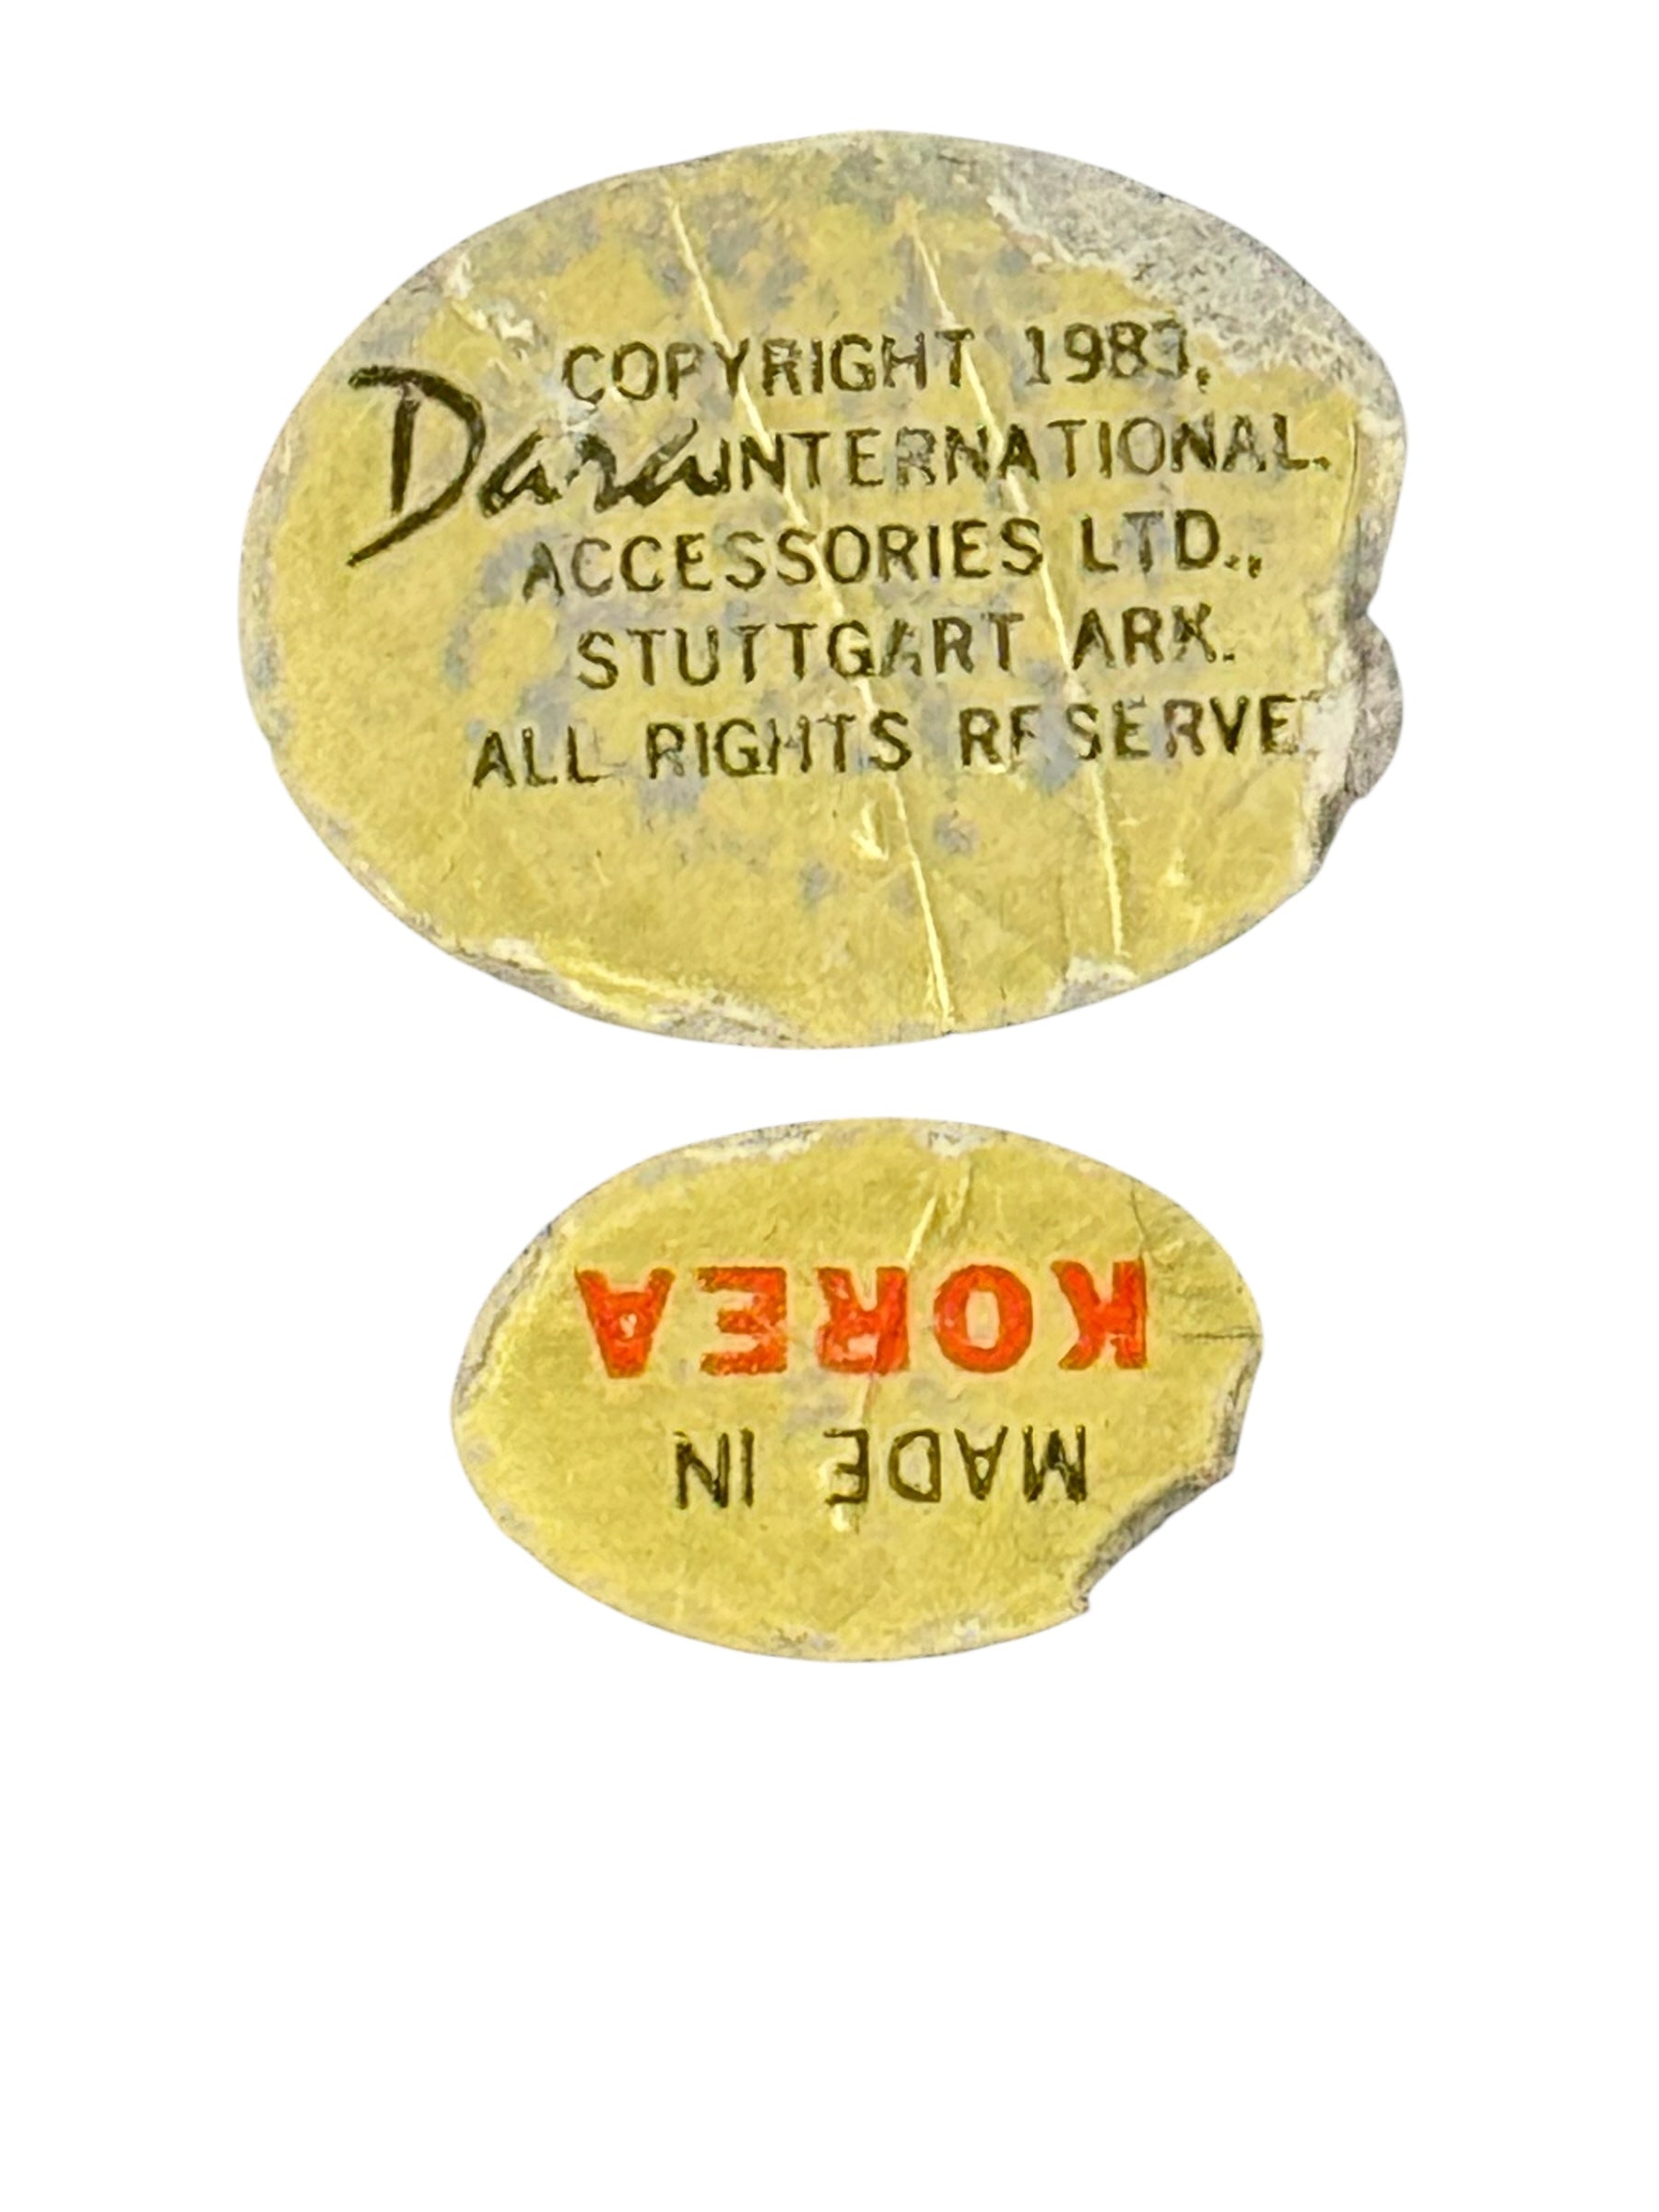 COPYRIGHT 1983,
Dara INTERNATIONAL.
ACCESSORIES LTD.,
STUTTGART ARK.
ALL RIGHTS RESERVE
KOREA
MADE IN